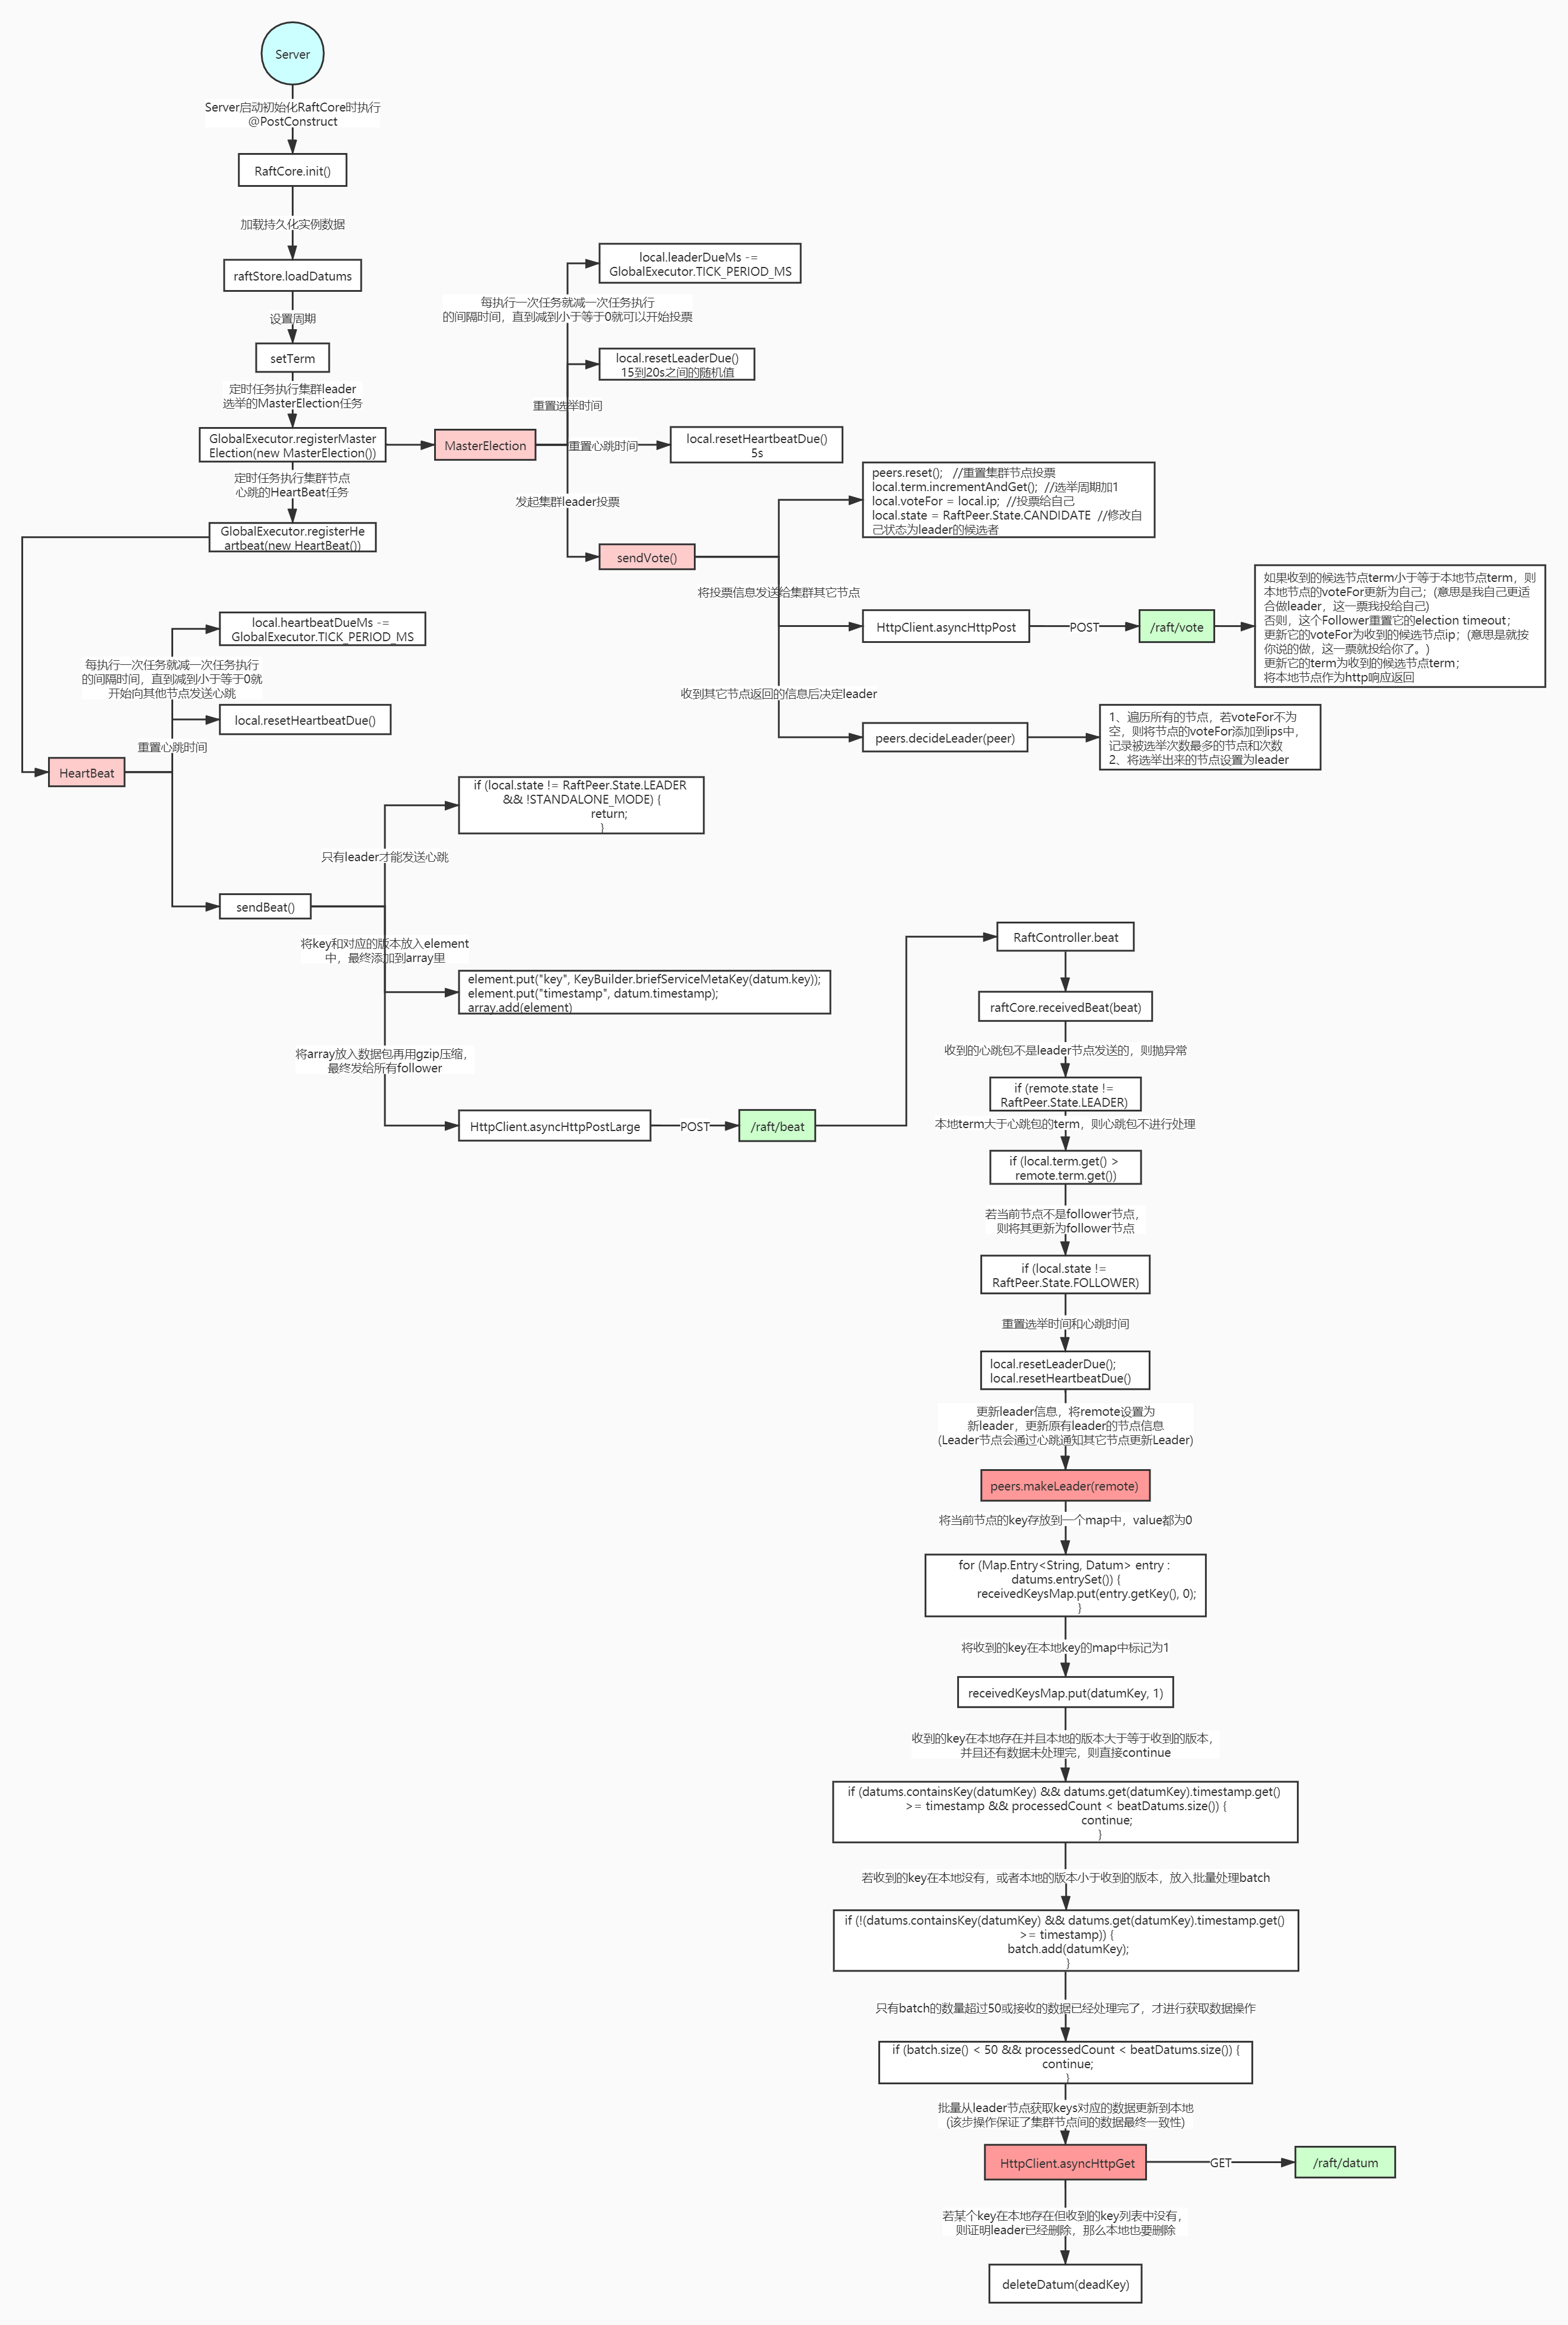 Server
Server启动初始化RaftCore时执行
@PostConstruct
RaftCore.init()
加载持久化实例数据
raftStore.loadDatums
设置周期
setTerm
定时任务执行集群leader
选举的MasterElection任务
GlobalExecutor.registerMaster
Election(new MasterElection())
定时任务执行集群节点
心跳的HeartBeat任务
GlobalExecutor.registerHe
artbeat(new HeartBeat())
MasterElection
local.leaderDueMs -=
GlobalExecutor.TICK_PERIOD_MS
每执行一次任务就减一次任务执行
的间隔时间，直到减到小于等于0就可以开始投票
local.resetLeaderDue()
15到20s之间的随机值
重置选举时间
重置心跳时间
local.resetHeartbeatDue()
5s
发起集群leader投票
sendVote()
peers.reset(); //重置集群节点投票
local.term.incrementAndGet(); //选举周期加1
local.voteFor = local.ip; //投票给自己
local.state = RaftPeer.State.CANDIDATE //修改自
己状态为leader的候选者
将投票信息发送给集群其它节点
HttpClient.asyncHttpPost
POST
/raft/vote
如果收到的候选节点term小于等于本地节点term，则
本地节点的voteFor更新为自己；(意思是我自己更适
合做leader，这一票我投给自己)
否则，这个Follower重置它的election timeout；
更新它的voteFor为收到的候选节点ip；(意思是就按
你说的做，这一票就投给你了。)
更新它的term为收到的候选节点term；
将本地节点作为http响应返回
收到其它节点返回的信息后决定leader
peers.decideLeader(peer)
1、遍历所有的节点，若voteFor不为
空，则将节点的voteFor添加到ips中，
记录被选举次数最多的节点和次数
2、将选举出来的节点设置为leader
local.heartbeatDueMs -=
GlobalExecutor.TICK_PERIOD_MS
每执行一次任务就减一次任务执行
的间隔时间，直到减到小于等于0就
开始向其他节点发送心跳
local.resetHeartbeatDue()
重置心跳时间
HeartBeat
if (local.state != RaftPeer.State.LEADER
&& !STANDALONE_MODE) {
return;
}
只有leader才能发送心跳
sendBeat()
将key和对应的版本放入element
中，最终添加到array里
element.put("key", KeyBuilder.briefServiceMetaKey(datum.key));
element.put("timestamp", datum.timestamp);
array.add(element)
将array放入数据包再用gzip压缩，
最终发给所有follower
HttpClient.asyncHttpPostLarge
POST
/raft/beat
RaftController.beat
raftCore.receivedBeat(beat)
收到的心跳包不是leader节点发送的，则抛异常
if (remote.state !=
RaftPeer.State.LEADER)
本地term大于心跳包的term，则心跳包不进行处理
if (local.term.get() >
remote.term.get())
若当前节点不是follower节点，
则将其更新为follower节点
if (local.state !=
RaftPeer.State.FOLLOWER)
重置选举时间和心跳时间
local.resetLeaderDue();
local.resetHeartbeatDue()
更新leader信息，将remote设置为
新leader，更新原有leader的节点信息
(Leader节点会通过心跳通知其它节点更新Leader)
peers.makeLeader(remote)
将当前节点的key存放到一个map中，value都为0
for (Map.Entry<String, Datum> entry :
datums.entrySet()) {
receivedKeysMap.put(entry.getKey(), 0);
}
将收到的key在本地key的map中标记为1
receivedKeysMap.put(datumKey, 1)
收到的key在本地存在并且本地的版本大于等于收到的版本，
并且还有数据未处理完，则直接continue
if (datums.containsKey(datumKey) && datums.get(datumKey).timestamp.get()
>= timestamp && processedCount < beatDatums.size()) {
continue;
}
若收到的key在本地没有，或者本地的版本小于收到的版本，放入批量处理batch
if (!(datums.containsKey(datumKey) && datums.get(datumKey).timestamp.get()
>= timestamp)) {
batch.add(datumKey);
}
只有batch的数量超过50或接收的数据已经处理完了，才进行获取数据操作
if (batch.size() < 50 && processedCount < beatDatums.size()) {
continue;
}
批量从leader节点获取keys对应的数据更新到本地
(该步操作保证了集群节点间的数据最终一致性)
HttpClient.asyncHttpGet
GET
/raft/datum
若某个key在本地存在但收到的key列表中没有，
则证明leader已经删除，那么本地也要删除
deleteDatum(deadKey)